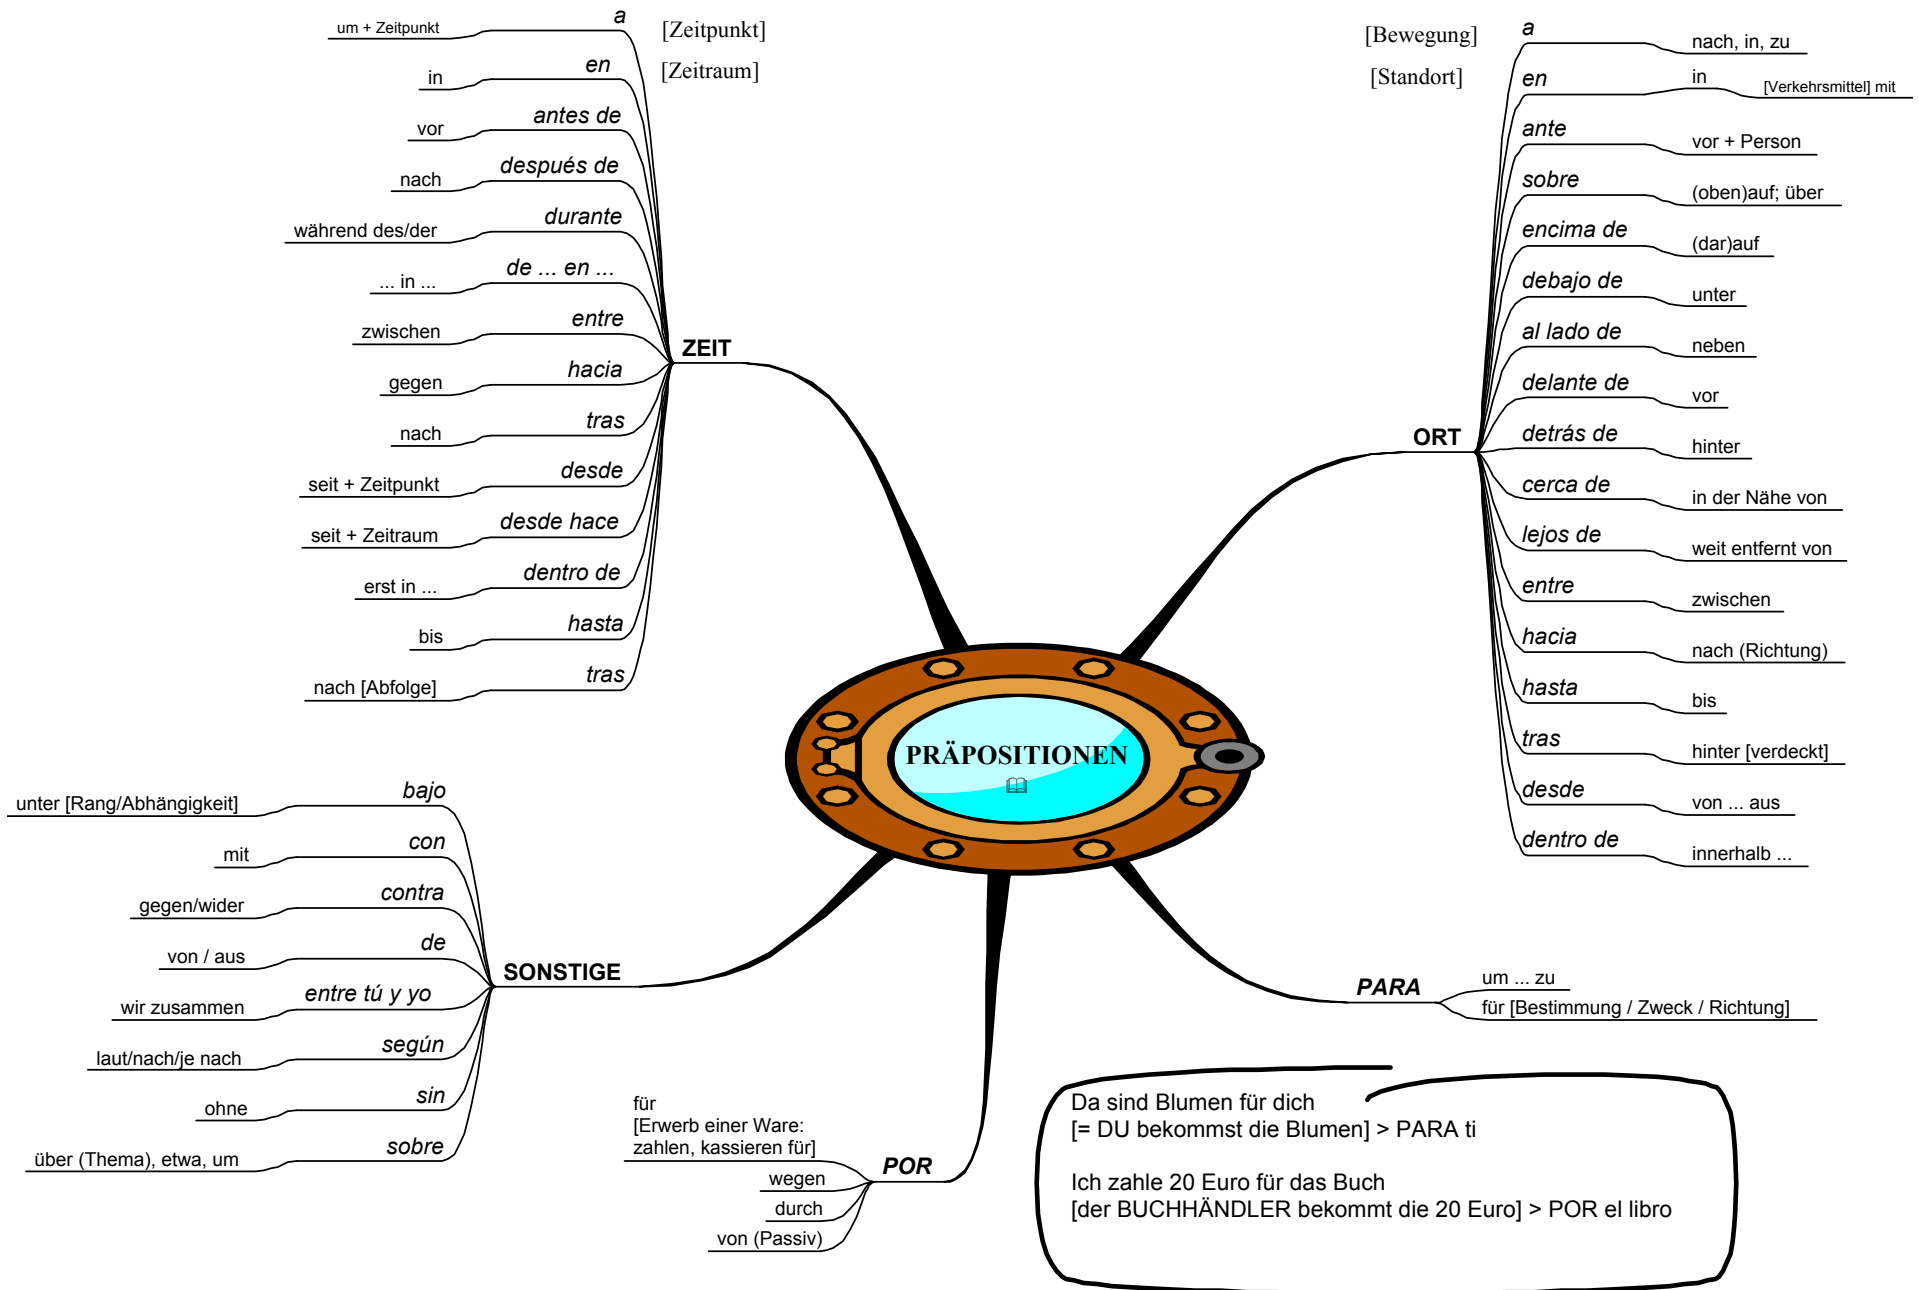 PRÄPOSITIONEN
ZEIT
[Zeitpunkt]
[Zeitraum]
a
um + Zeitpunkt
en
in
antes de
vor
después de
nach
durante
während des/der
de ... en ...
... in ...
entre
zwischen
hacia
gegen
tras
nach
desde
seit + Zeitpunkt
desde hace
seit + Zeitraum
dentro de
erst in ...
hasta
bis
tras
nach [Abfolge]
ORT
[Bewegung]
[Standort]
a
nach, in, zu
en
in
[Verkehrsmittel] mit
ante
vor + Person
sobre
(oben)auf; über
encima de
(dar)auf
debajo de
unter
al lado de
neben
delante de
vor
detrás de
hinter
cerca de
in der Nähe von
lejos de
weit entfernt von
entre
zwischen
hacia
nach (Richtung)
hasta
bis
tras
hinter [verdeckt]
desde
von ... aus
dentro de
innerhalb ...
SONSTIGE
bajo
unter [Rang/Abhängigkeit]
con
mit
contra
gegen/wider
de
von / aus
entre tú y yo
wir zusammen
según
laut/nach/je nach
sin
ohne
sobre
über (Thema), etwa, um
POR
für
[Erwerb einer Ware:
zahlen, kassieren für]
wegen
durch
von (Passiv)
PARA
um ... zu
für [Bestimmung / Zweck / Richtung]
Da sind Blumen für dich
[= DU bekommst die Blumen] > PARA ti
Ich zahle 20 Euro für das Buch
[der BUCHHÄNDLER bekommt die 20 Euro] > POR el libro